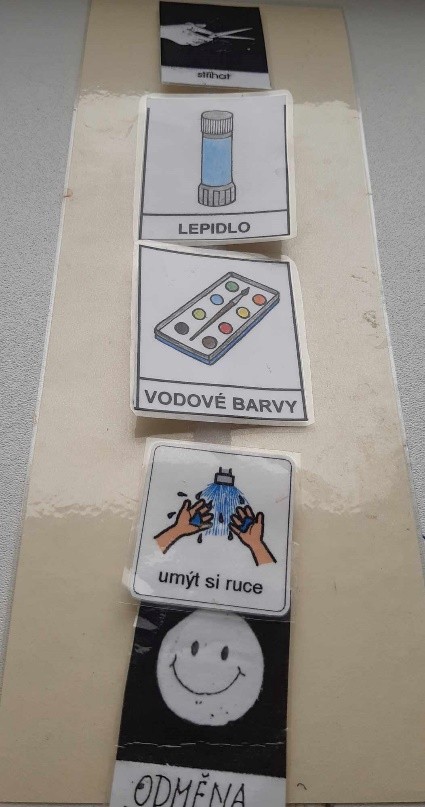 stříhat
LEPIDLO
VODOVÉ BARVY
umýt si ruce
ODMĚNA